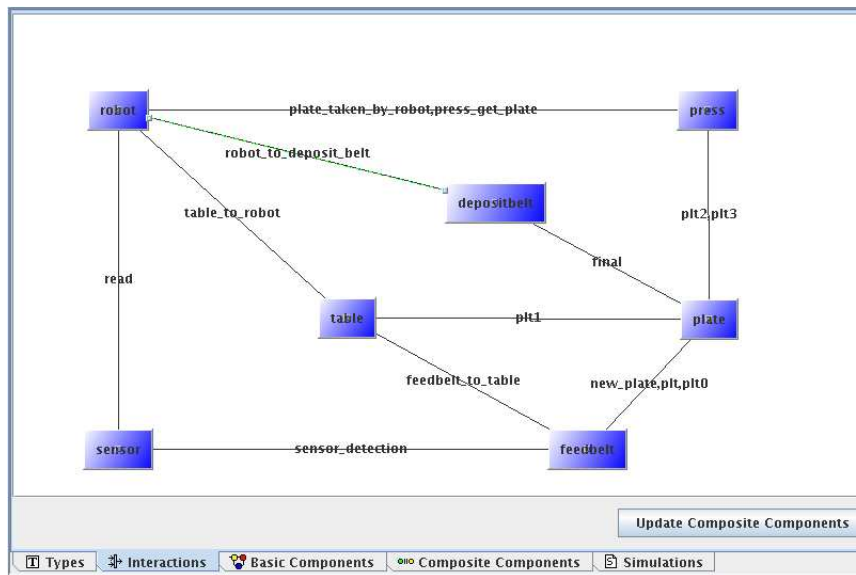 robot
plate_taken_by_robot,press_get_plate
press
robot_to_deposit_belt
depositbelt
table_to_robot
plt2,plt3
final
read
table
plt1
plate
feedbelt_to_table
new_plate,plt,plt0
sensor
sensor_detection
feedbelt
Update Composite Components
Types Interactions Basic Components Composite Components Simulations